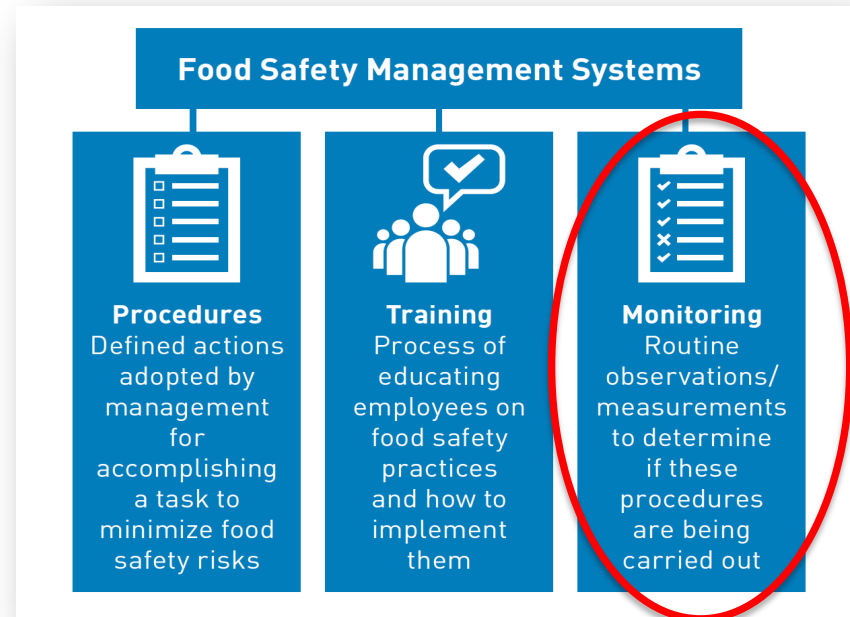 Food Safety Management Systems
Procedures
Defined actions
adopted by
management
for
accomplishing
a task to
minimize food
safety risks
Training
Process of
educating
employees on
food safety
practices
and how to
implement
them
Monitoring
Routine
observations/
measurements
to determine
if these
procedures
are being
carried out